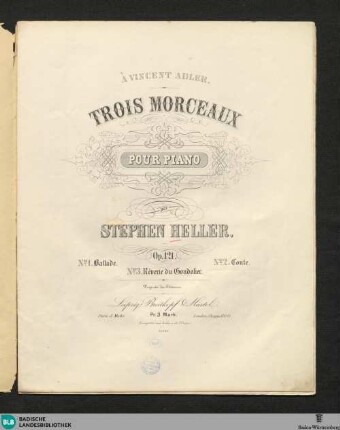 À VINCENT ADLER.
TROIS MORCEAUX
POUR PIANO
STEPHEN HELLER.
Op. 121.
No. 1. Ballade. No. 2. Conte.
No. 3. Rêverie du Gondolier.
Leipzig, Breitkopf & Härtel.
BLB BADISCHE
LANDESBIBLIOTHEK
Baden-Württemberg